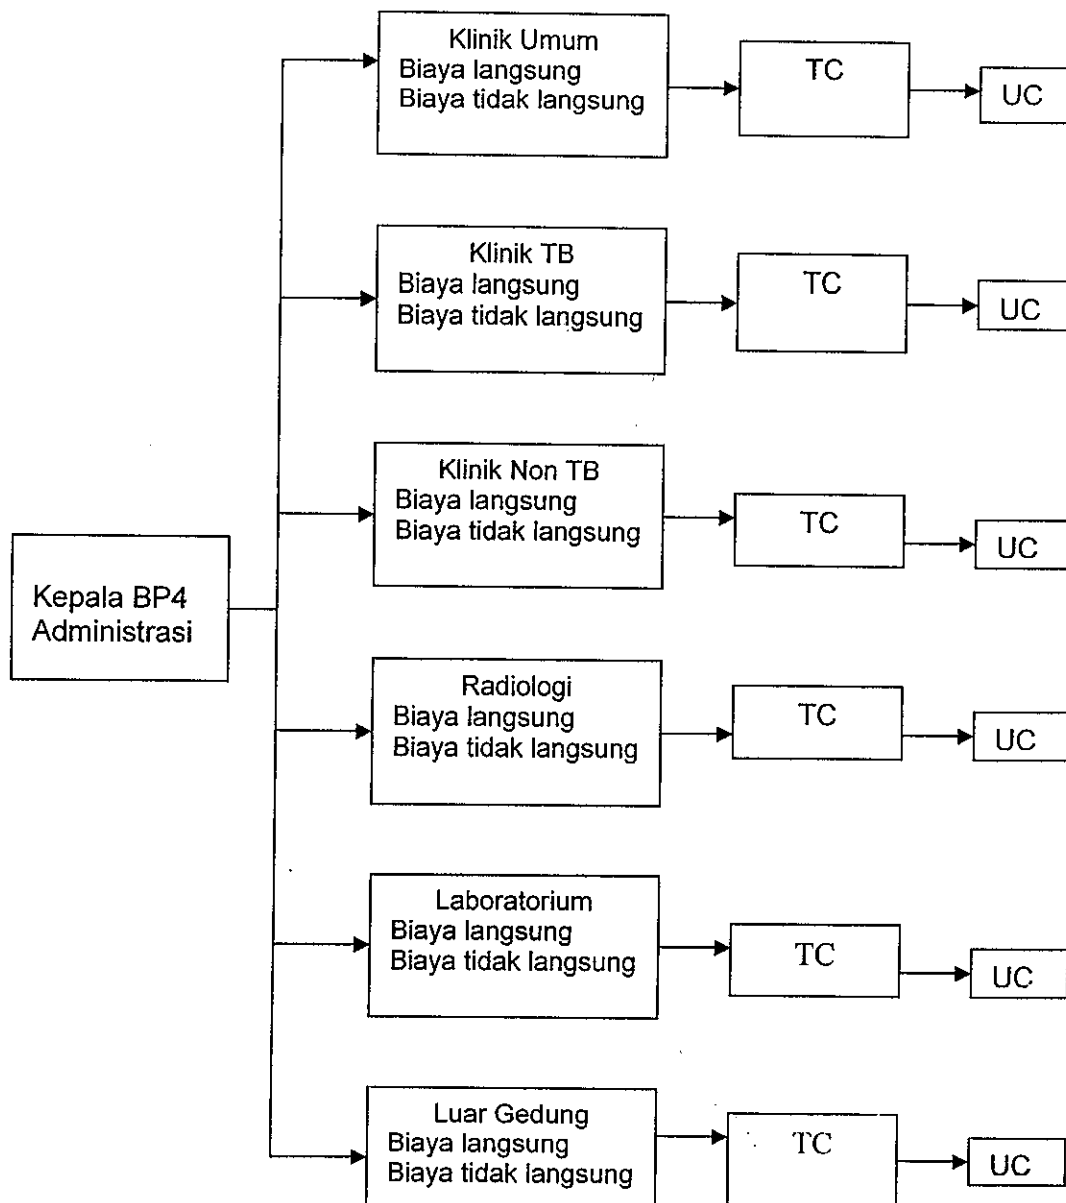 Klinik Umum
Biaya langsung
Biaya tidak langsung
TC
UC
Klinik TB
Biaya langsung
Biaya tidak langsung
TC
UC
Klinik Non TB
Biaya langsung
Biaya tidak langsung
TC
UC
Kepala BP4
Administrasi
Radiologi
Biaya langsung
Biaya tidak langsung
TC
UC
Laboratorium
Biaya langsung
Biaya tidak langsung
TC
UC
Luar Gedung
Biaya langsung
Biaya tidak langsung
TC
UC